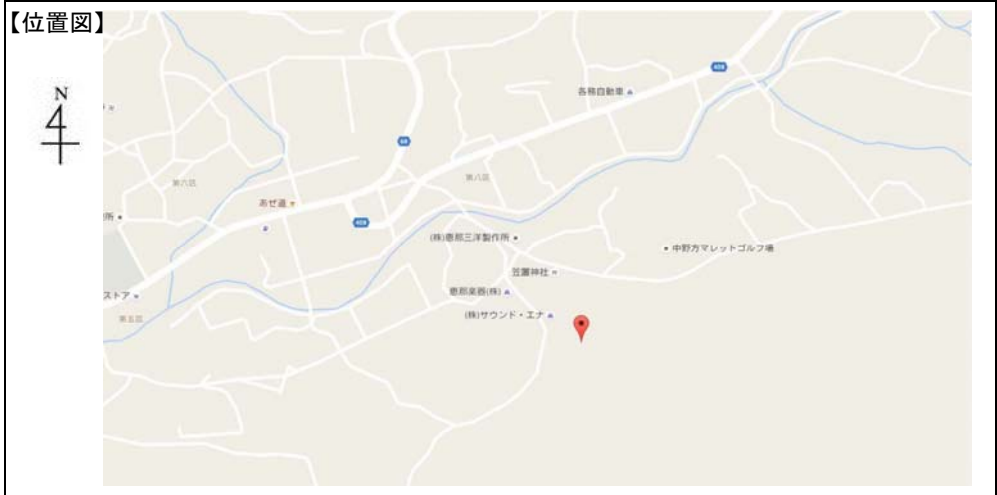 【位置図】
N
408
各務自動車
68
第八区
第八区
あぜ道
408
所
(株)恵那三洋製作所
中野方マレットゴルフ場
笠置神社
恵那楽器(株)
ストア
(株)サウンド・エナ
第五区